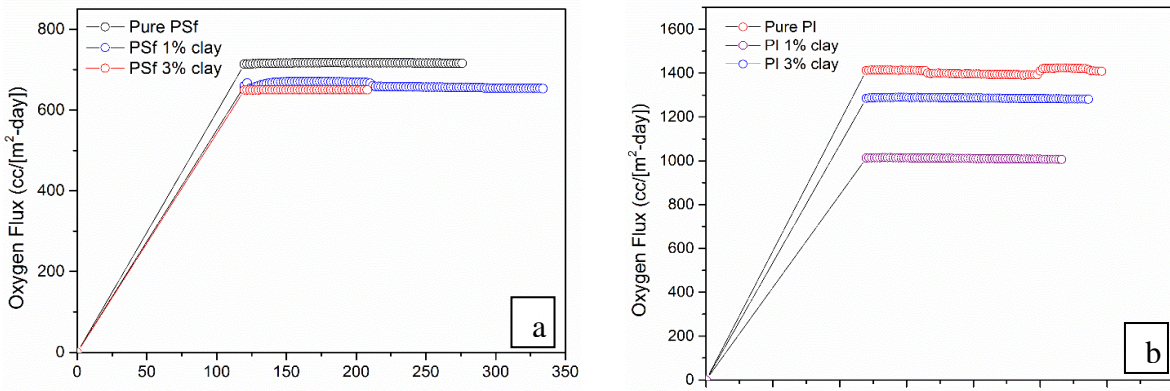 Oxygen Flux (cc/[m²-day])
800
600
400
200
0
Pure PSf
PSf 1% clay
PSf 3% clay
a
0 50 100 150 200 250 300 350
Oxygen Flux (cc/[m²-day])
1600
1400
1200
1000
800
600
400
200
0
Pure PI
PI 1% clay
PI 3% clay
b